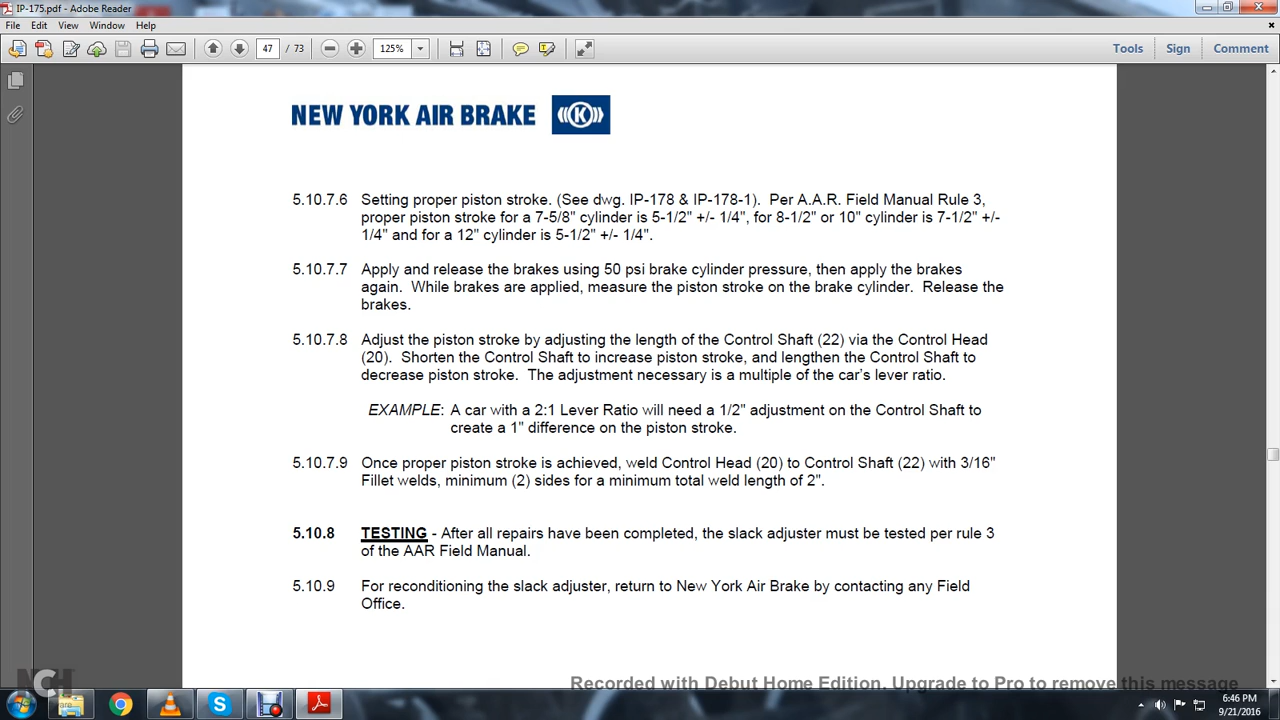 IP-175.pdf - Adobe Reader
File Edit View Window Help
47 / 73 125% Tools Sign Comment
NEW YORK AIR BRAKE K
5.10.7.6 Setting proper piston stroke. (See dwg. IP-178 & IP-178-1). Per A.A.R. Field Manual Rule 3,
proper piston stroke for a 7-5/8" cylinder is 5-1/2" +/- 1/4", for 8-1/2" or 10" cylinder is 7-1/2" +/-
1/4" and for a 12" cylinder is 5-1/2" +/- 1/4".
5.10.7.7 Apply and release the brakes using 50 psi brake cylinder pressure, then apply the brakes
again. While brakes are applied, measure the piston stroke on the brake cylinder. Release the
brakes.
5.10.7.8 Adjust the piston stroke by adjusting the length of the Control Shaft (22) via the Control Head
(20). Shorten the Control Shaft to increase piston stroke, and lengthen the Control Shaft to
decrease piston stroke. The adjustment necessary is a multiple of the car's lever ratio.
EXAMPLE: A car with a 2:1 Lever Ratio will need a 1/2" adjustment on the Control Shaft to
create a 1" difference on the piston stroke.
5.10.7.9 Once proper piston stroke is achieved, weld Control Head (20) to Control Shaft (22) with 3/16"
Fillet welds, minimum (2) sides for a minimum total weld length of 2".
5.10.8 TESTING - After all repairs have been completed, the slack adjuster must be tested per rule 3
of the AAR Field Manual.
5.10.9 For reconditioning the slack adjuster, return to New York Air Brake by contacting any Field
Office.
Recorded with Debut Home Edition. Upgrade to Pro to remove this message
6:46 PM
9/21/2016